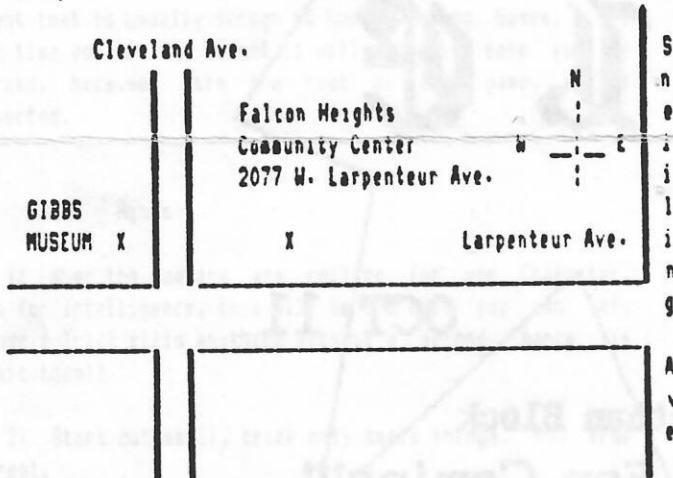 Cleveland Ave.
N
Falcon Heights
Community Center
W E
2077 W. Larpenteur Ave.
GIBBS
MUSEUM X
X
Larpenteur Ave.
S
n
e
i
i
l
i
n
g
A
v
e